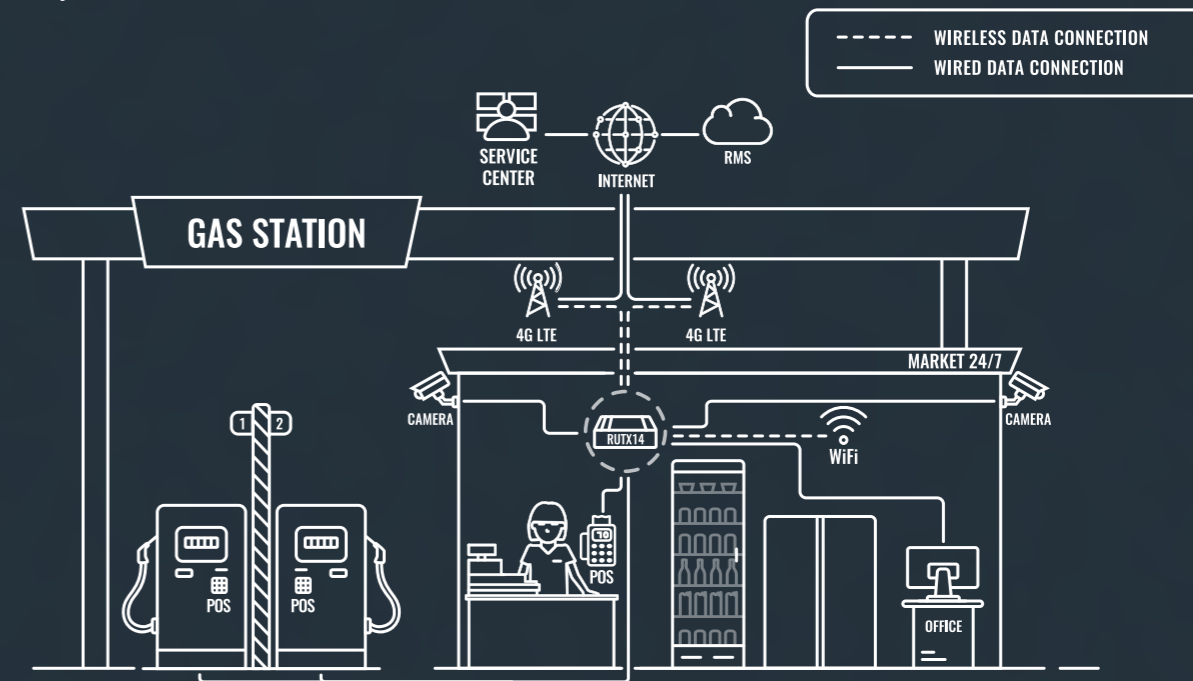 WIRELESS DATA CONNECTION
WIRED DATA CONNECTION
SERVICE
CENTER
INTERNET
RMS
GAS STATION
4G LTE
4G LTE
MARKET 24/7
CAMERA
CAMERA
1
2
RUTX14
WiFi
POS
POS
POS
OFFICE